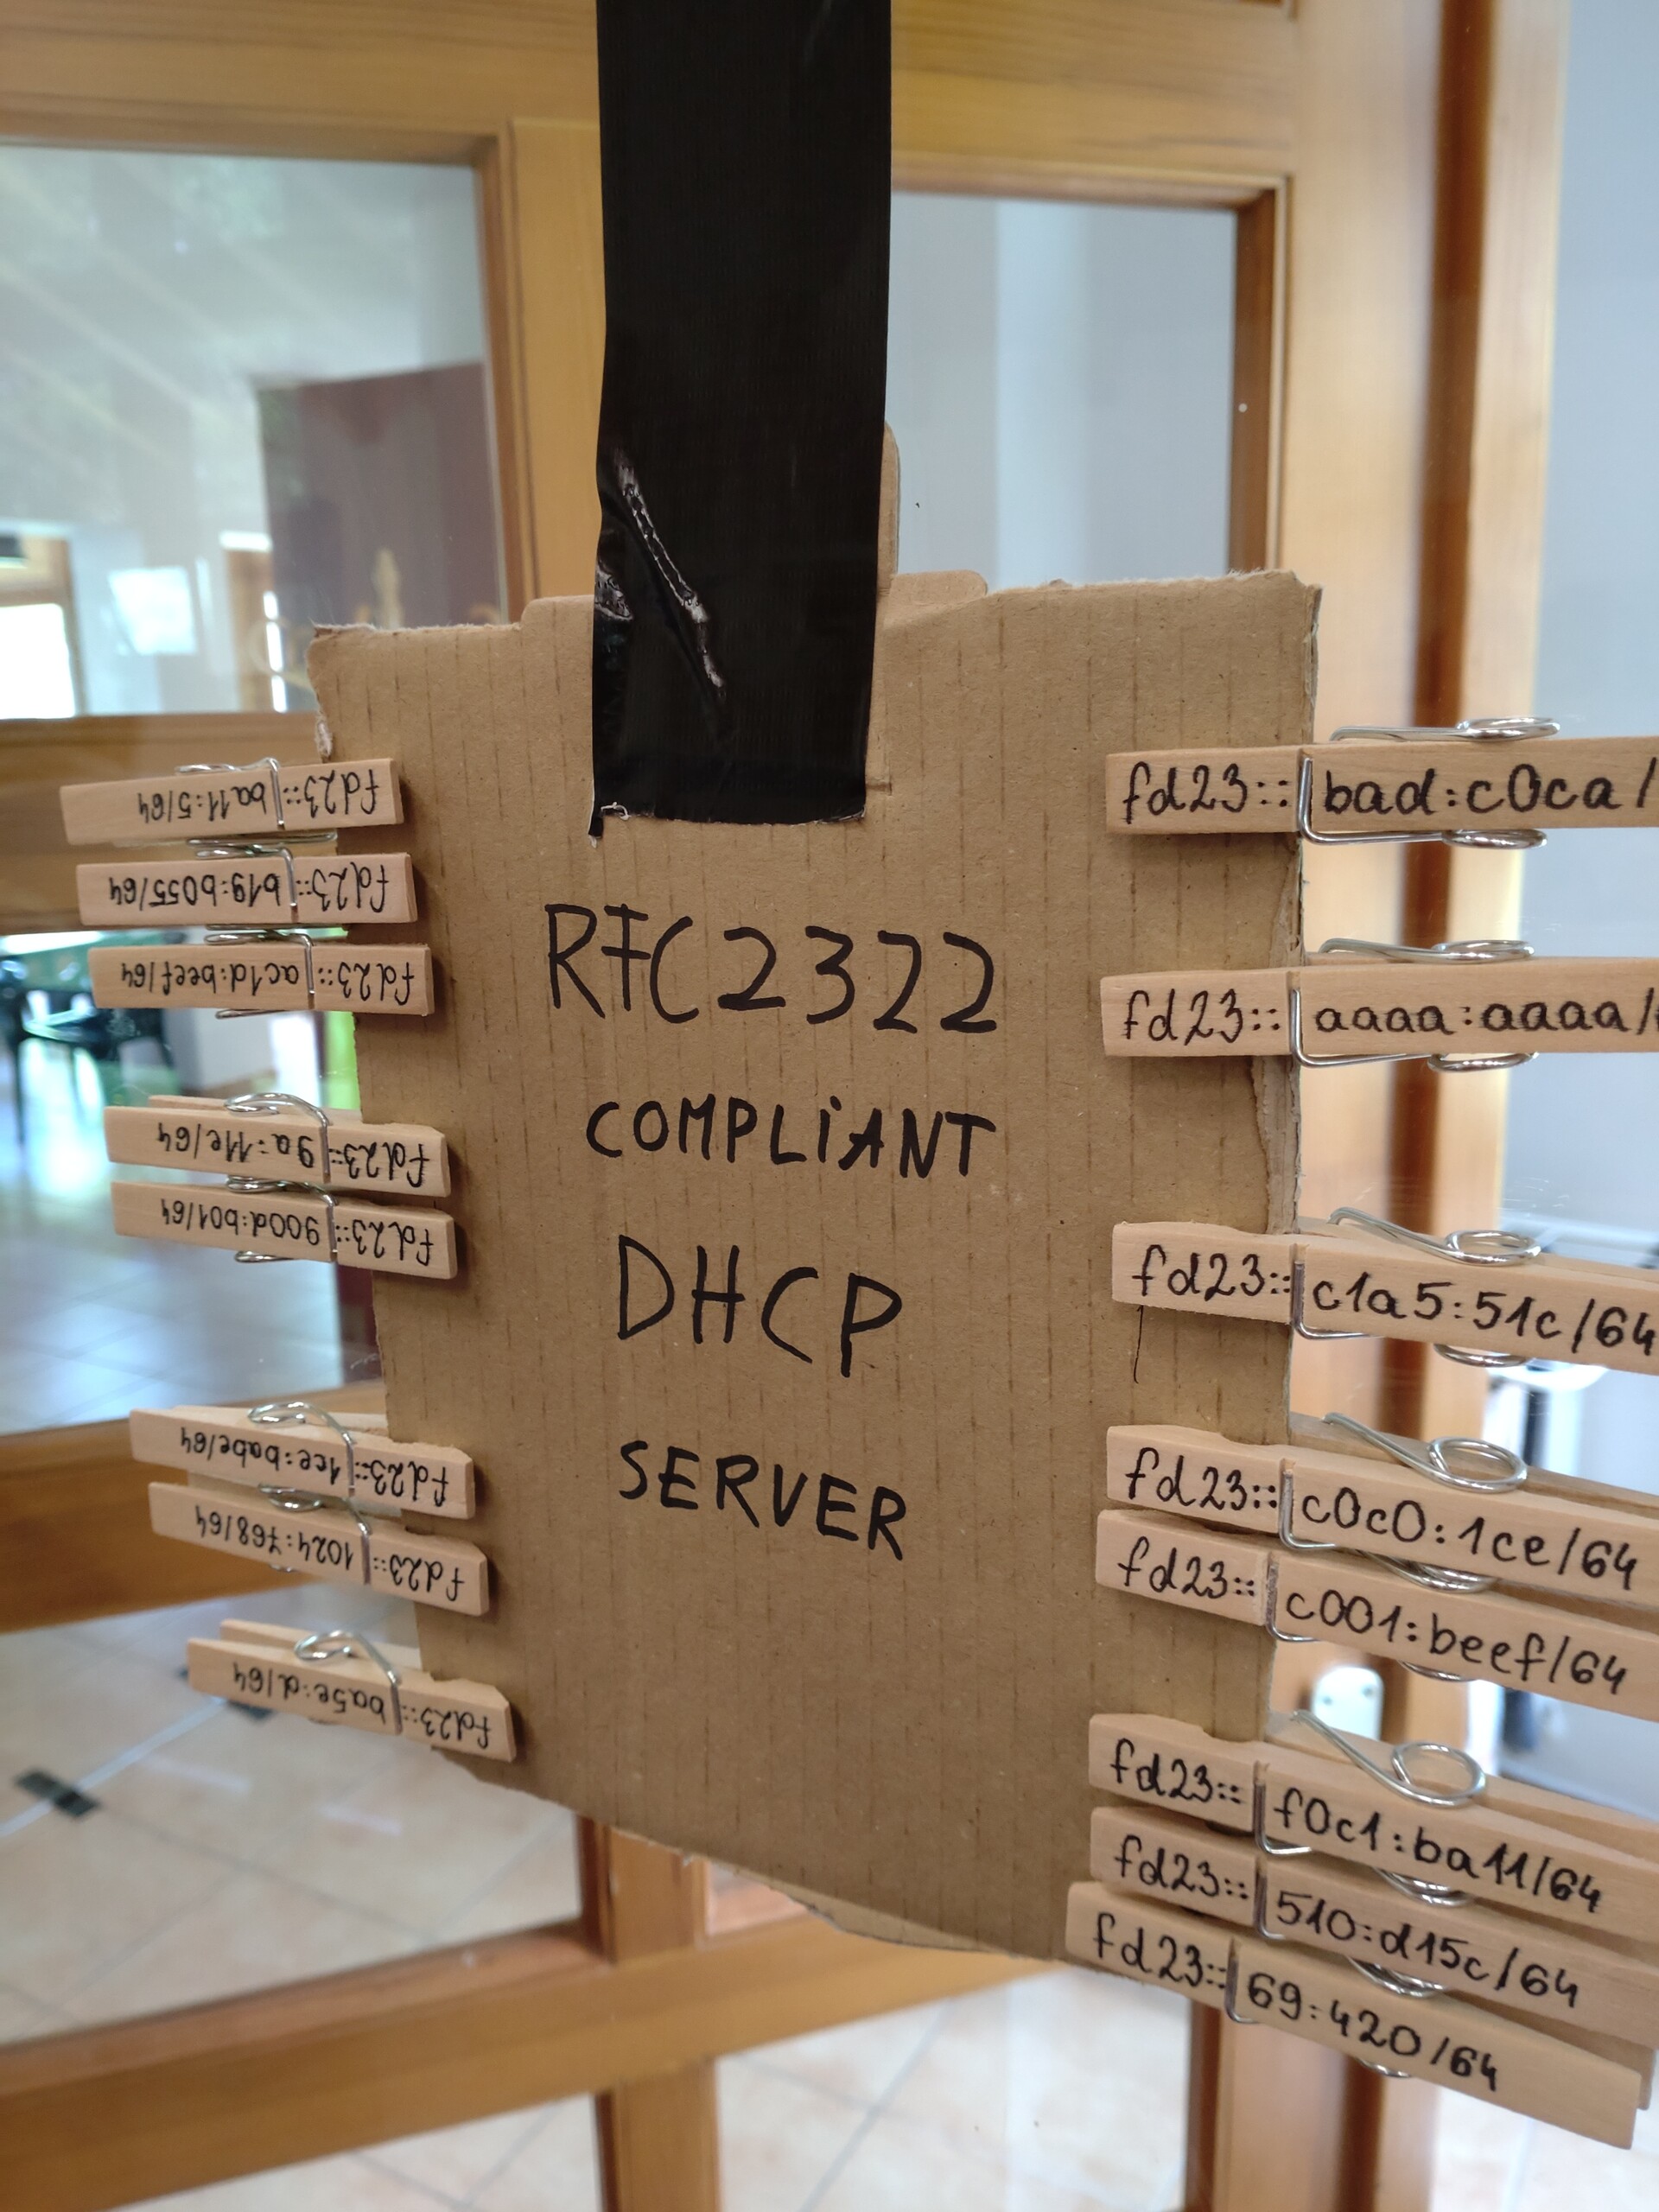 RFC2322
COMPLiANT
DHCP
SERVER
fd23::ba11:5/64
fd23::b19:b055/64
fd23::ac1d:beef/64
fd23::9a:11e/64
fd23::900d:b01/64
fd23::1ce:babe/64
fd23::1024:768/64
fd23::ba5e:d/64
fd23::bad:c0ca/
fd23::aaaa:aaaa/
fd23::c1a5:51c/64
fd23::c0c0:1ce/64
fd23::c001:beef/64
fd23::f0c1:ba11/64
fd23::510:d15c/64
fd23::69:420/64